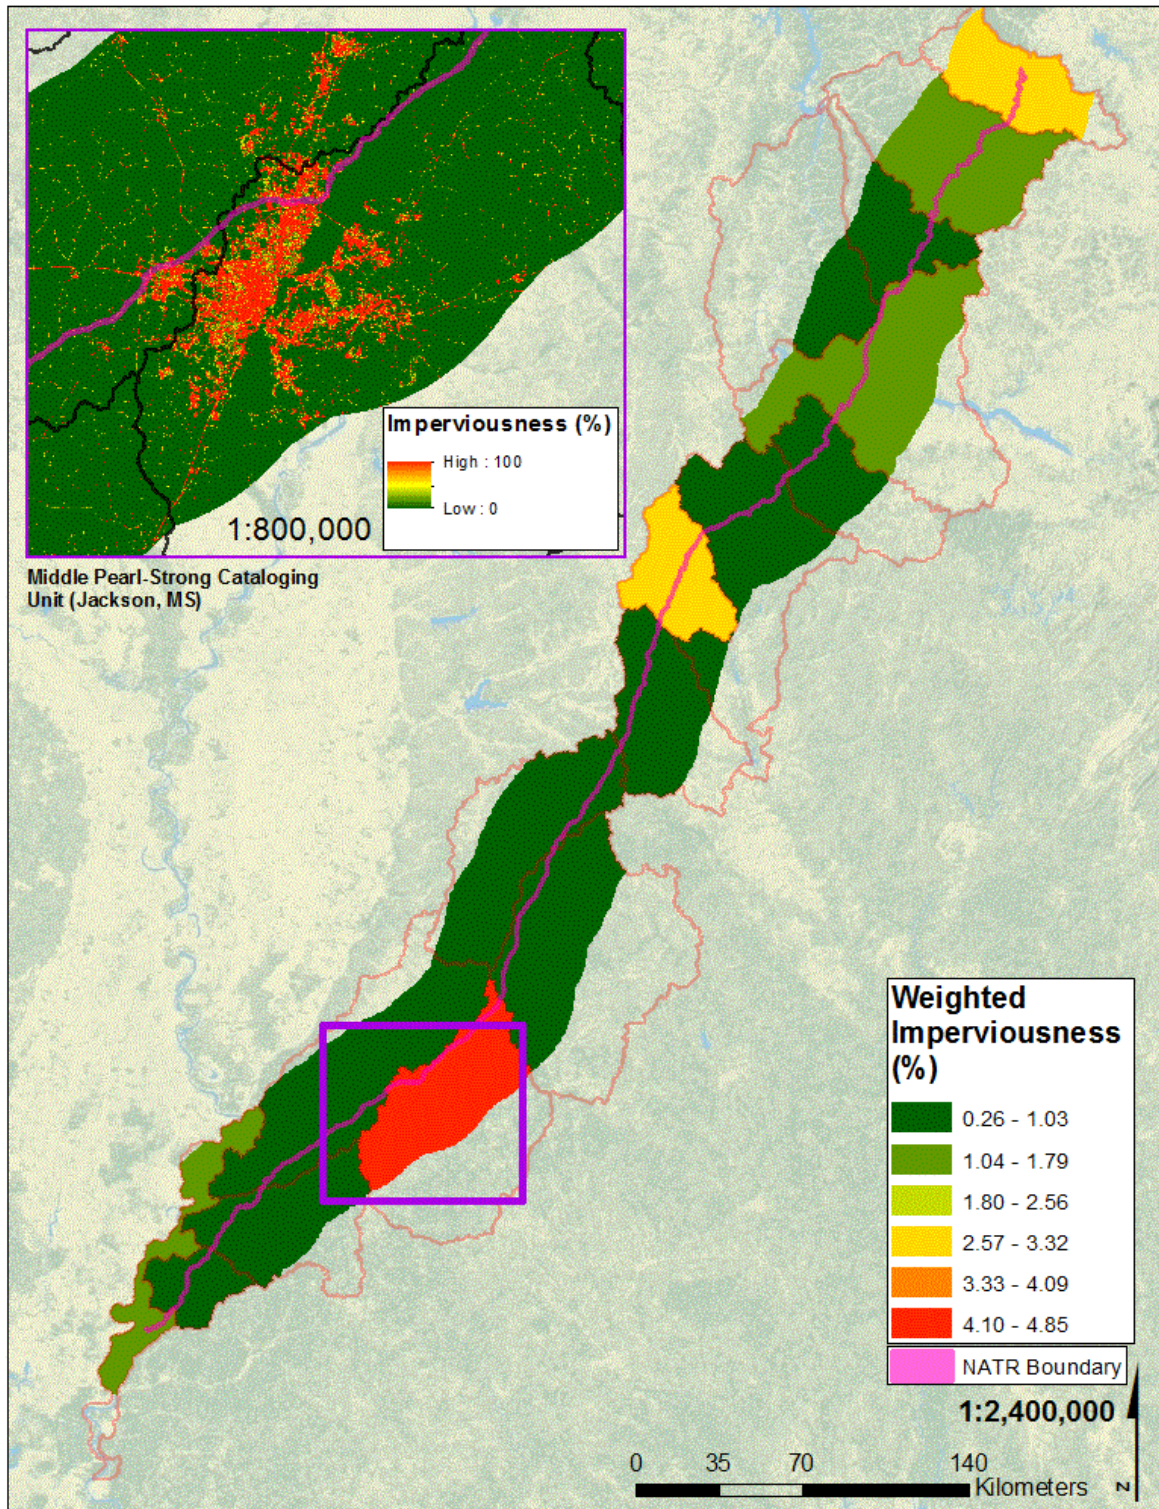 Imperviousness (%)
High : 100
Low : 0
1:800,000
Middle Pearl-Strong Cataloging
Unit (Jackson, MS)
Weighted
Imperviousness
(%)
0.26 - 1.03
1.04 - 1.79
1.80 - 2.56
2.57 - 3.32
3.33 - 4.09
4.10 - 4.85
NATR Boundary
1:2,400,000
0 35 70 140
Kilometers
N